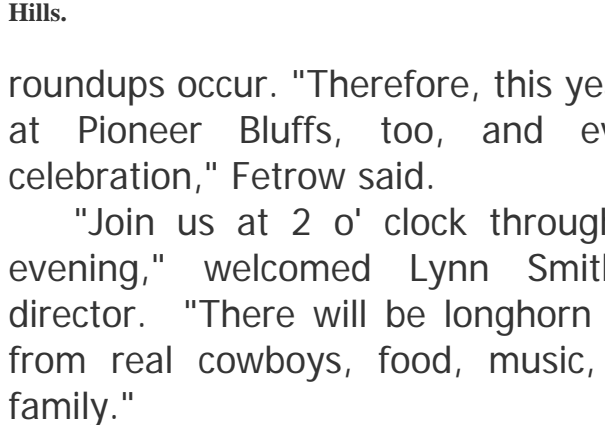 Hills.
roundups occur. "Therefore, this ye
at Pioneer Bluffs, too, and ev
celebration," Fetrow said.
"Join us at 2 o' clock through
evening," welcomed Lynn Smith
director. "There will be longhorn
from real cowboys, food, music,
family."